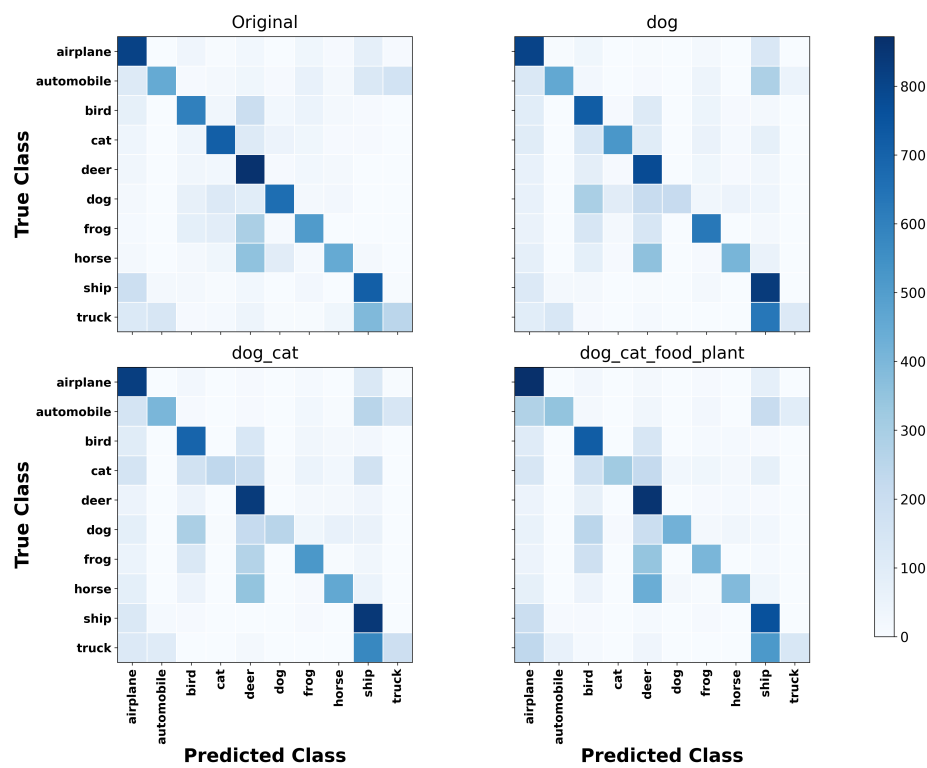 Original
dog
airplane
automobile
bird
cat
deer
dog
frog
horse
ship
truck
True Class
dog_cat
dog_cat_food_plant
airplane
automobile
bird
cat
deer
dog
frog
horse
ship
truck
True Class
airplane
automobile
bird
cat
deer
dog
frog
horse
ship
truck
Predicted Class
airplane
automobile
bird
cat
deer
dog
frog
horse
ship
truck
Predicted Class
800
700
600
500
400
300
200
100
0